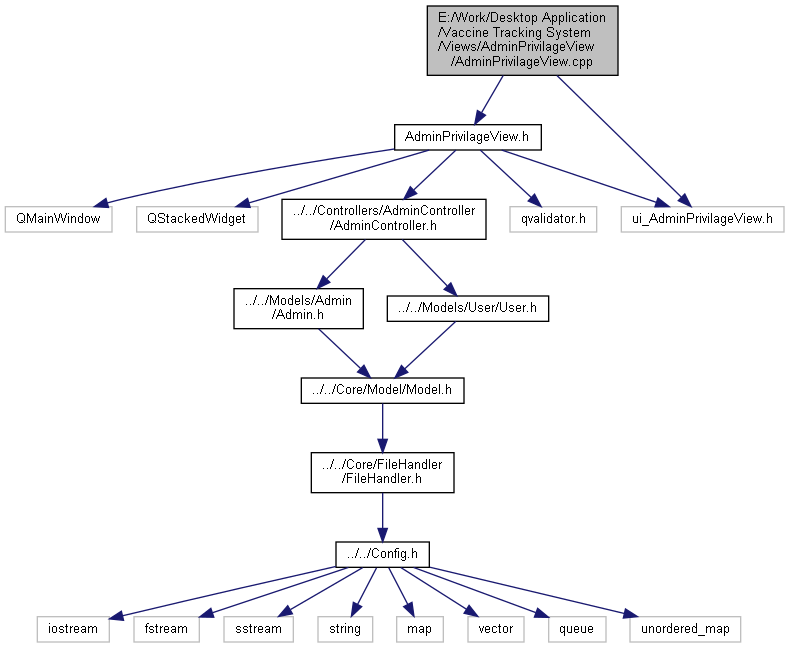 E:/Work/Desktop Application
/Vaccine Tracking System
/Views/AdminPrivilageView
/AdminPrivilageView.cpp
AdminPrivilageView.h
QMainWindow
QStackedWidget
../../Controllers/AdminController
/AdminController.h
qvalidator.h
ui_AdminPrivilageView.h
../../Models/Admin
/Admin.h
../../Models/User/User.h
../../Core/Model/Model.h
../../Core/FileHandler
/FileHandler.h
../../Config.h
iostream
fstream
sstream
string
map
vector
queue
unordered_map